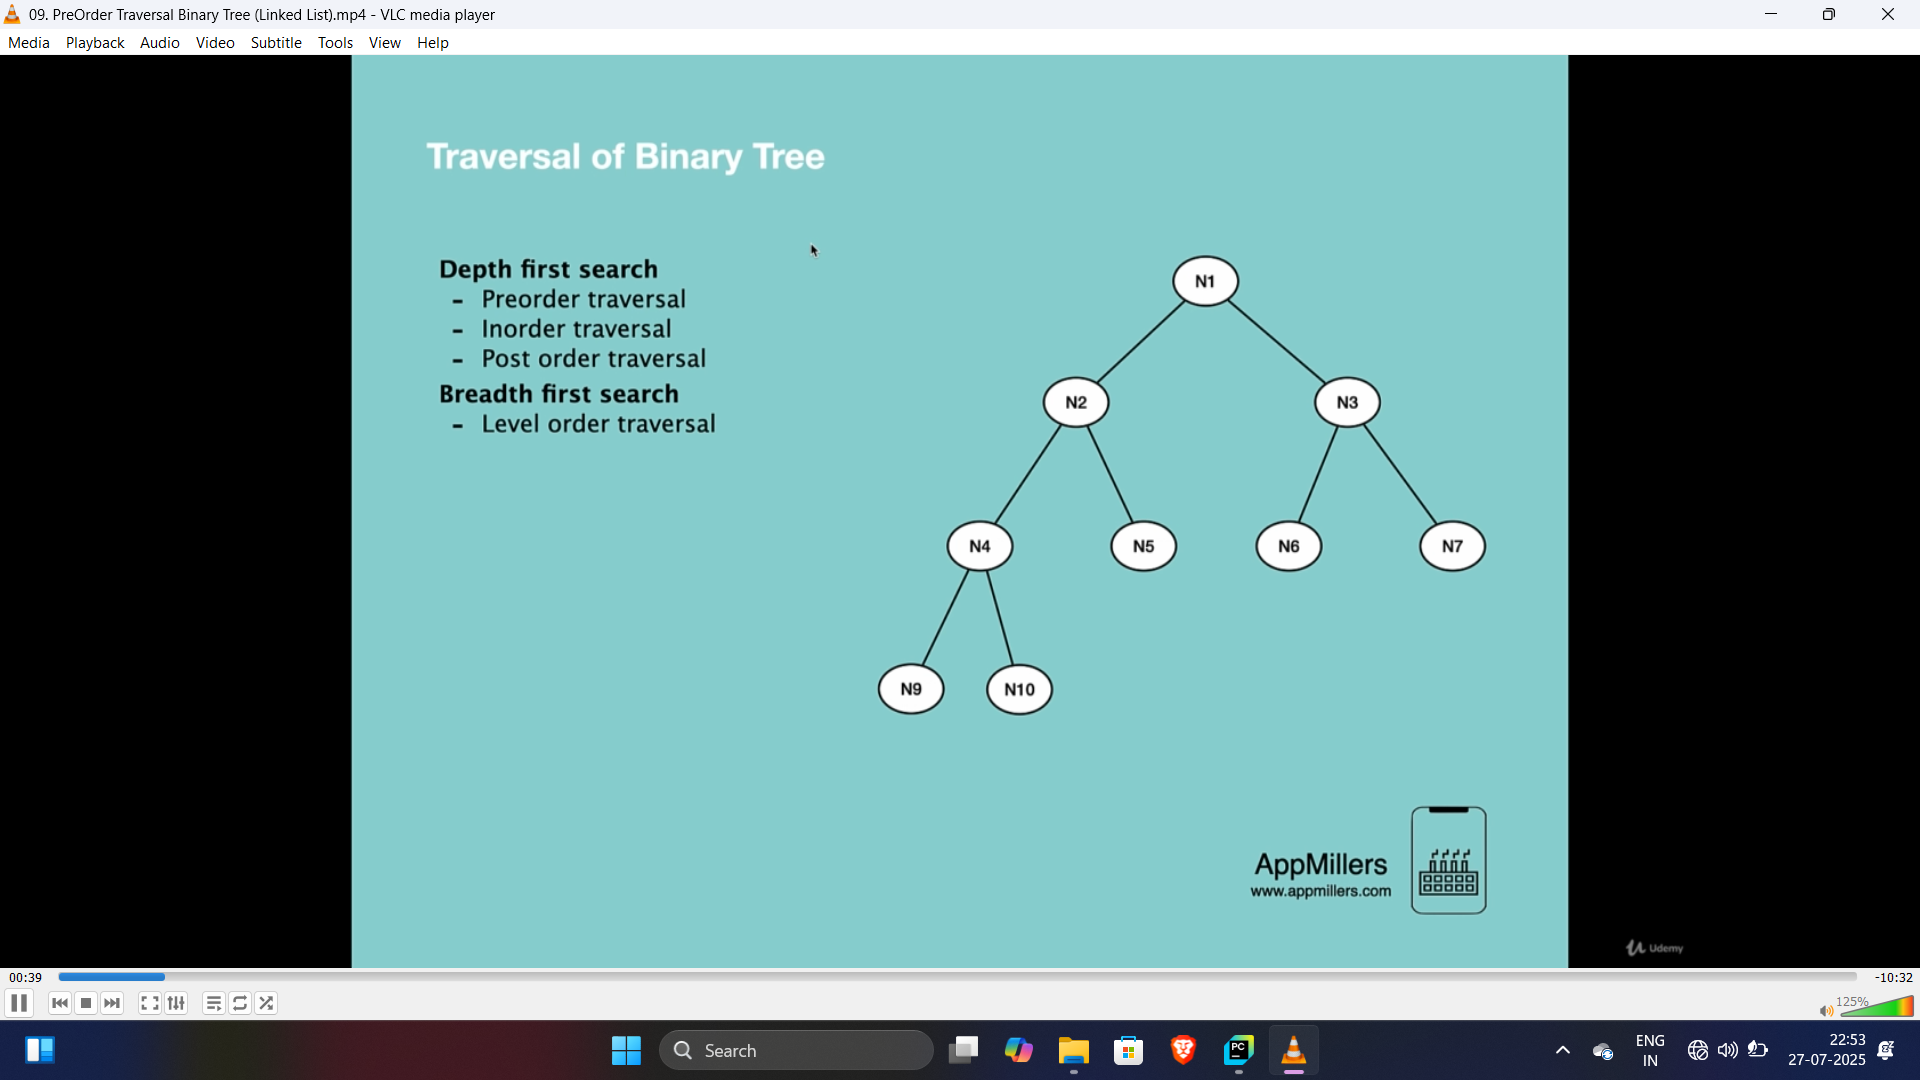 09. PreOrder Traversal Binary Tree (Linked List).mp4 - VLC media player
Media Playback Audio Video Subtitle Tools View Help
Traversal of Binary Tree
Depth first search
- Preorder traversal
- Inorder traversal
- Post order traversal
Breadth first search
- Level order traversal
N1
N2 N3
N4 N5 N6 N7
N9 N10
AppMillers
www.appmillers.com
Udemy
00:39 -10:32
125%
Search
PC
ENG
IN
22:53
27-07-2025